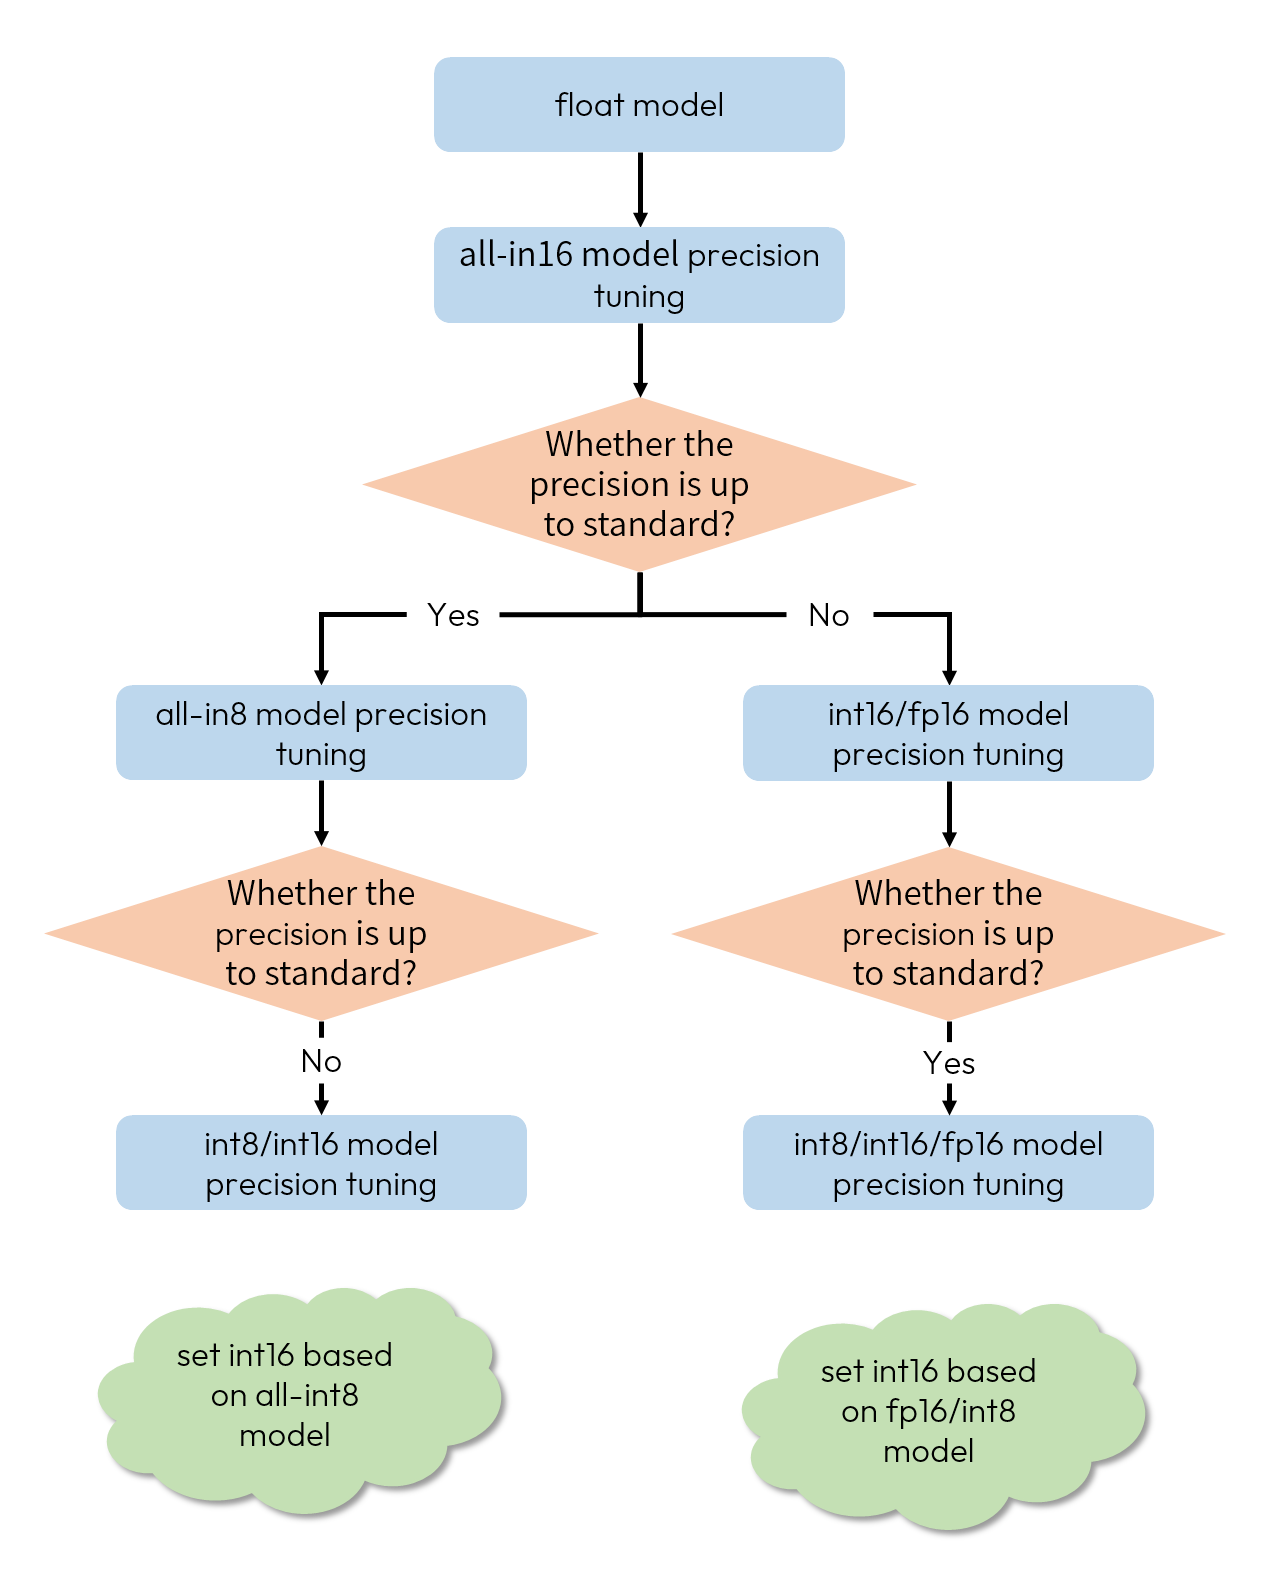 float model
all-in16 model precision
tuning
Whether the
precision is up
to standard?
Yes
No
all-in8 model precision
tuning
int16/fp16 model
precision tuning
Whether the
precision is up
to standard?
Whether the
precision is up
to standard?
No
Yes
int8/int16 model
precision tuning
int8/int16/fp16 model
precision tuning
set int16 based
on all-int8
model
set int16 based
on fp16/int8
model